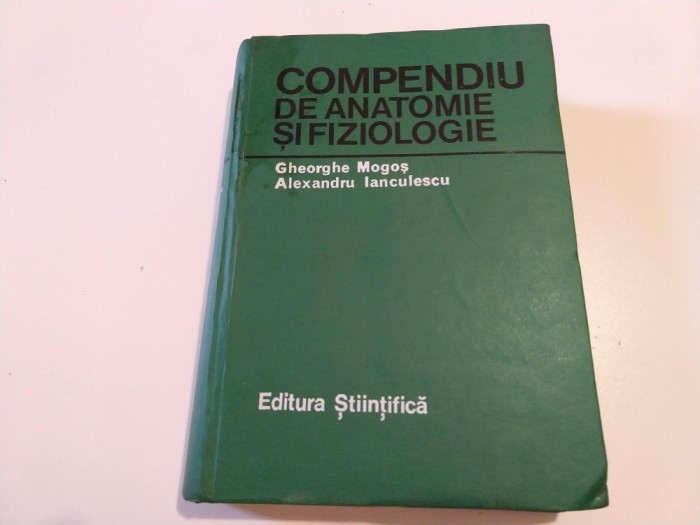 COMPENDIU
DE ANATOMIE
ȘI FIZIOLOGIE
Gheorghe Mogoș
Alexandru Ianculescu
Editura Științifică